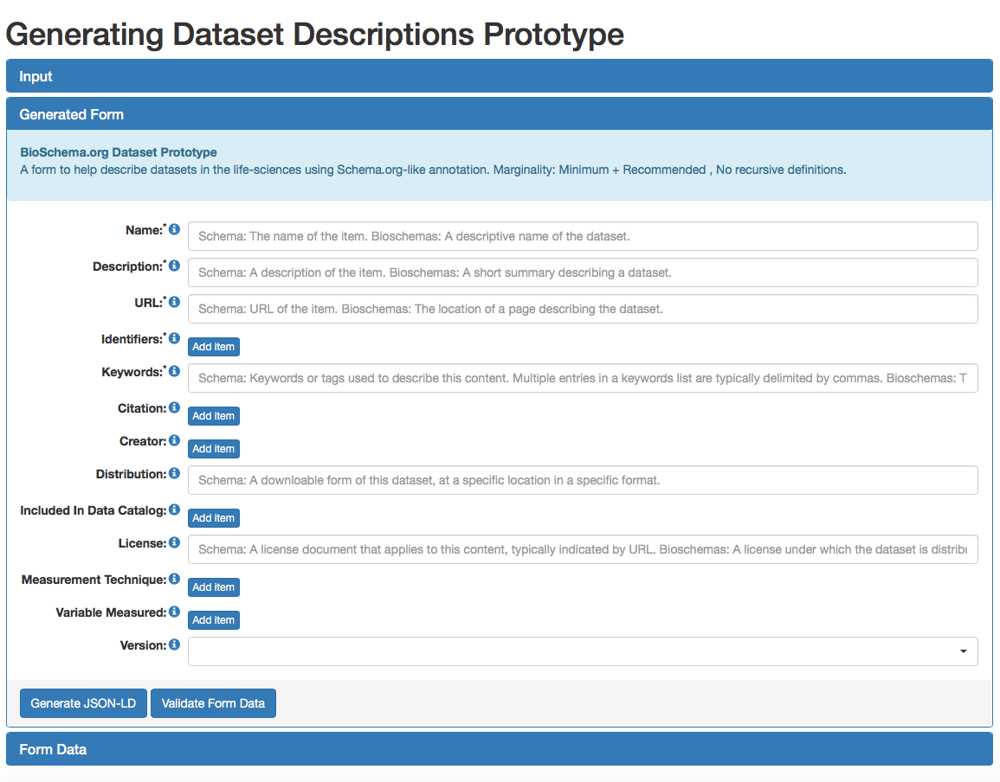 Generating Dataset Descriptions Prototype
Input
Generated Form
BioSchema.org Dataset Prototype
A form to help describe datasets in the life-sciences using Schema.org-like annotation. Marginality: Minimum + Recommended , No recursive definitions.
Name:* Schema: The name of the item. Bioschemas: A descriptive name of the dataset.
Description:* Schema: A description of the item. Bioschemas: A short summary describing a dataset.
URL:* Schema: URL of the item. Bioschemas: The location of a page describing the dataset.
Identifiers:* Add item
Keywords:* Schema: Keywords or tags used to describe this content. Multiple entries in a keywords list are typically delimited by commas. Bioschemas: T
Citation: Add item
Creator: Add item
Distribution: Schema: A downloable form of this dataset, at a specific location in a specific format.
Included In Data Catalog: Add item
License: Schema: A license document that applies to this content, typically indicated by URL. Bioschemas: A license under which the dataset is distribu
Measurement Technique: Add item
Variable Measured: Add item
Version:
Generate JSON-LD Validate Form Data
Form Data